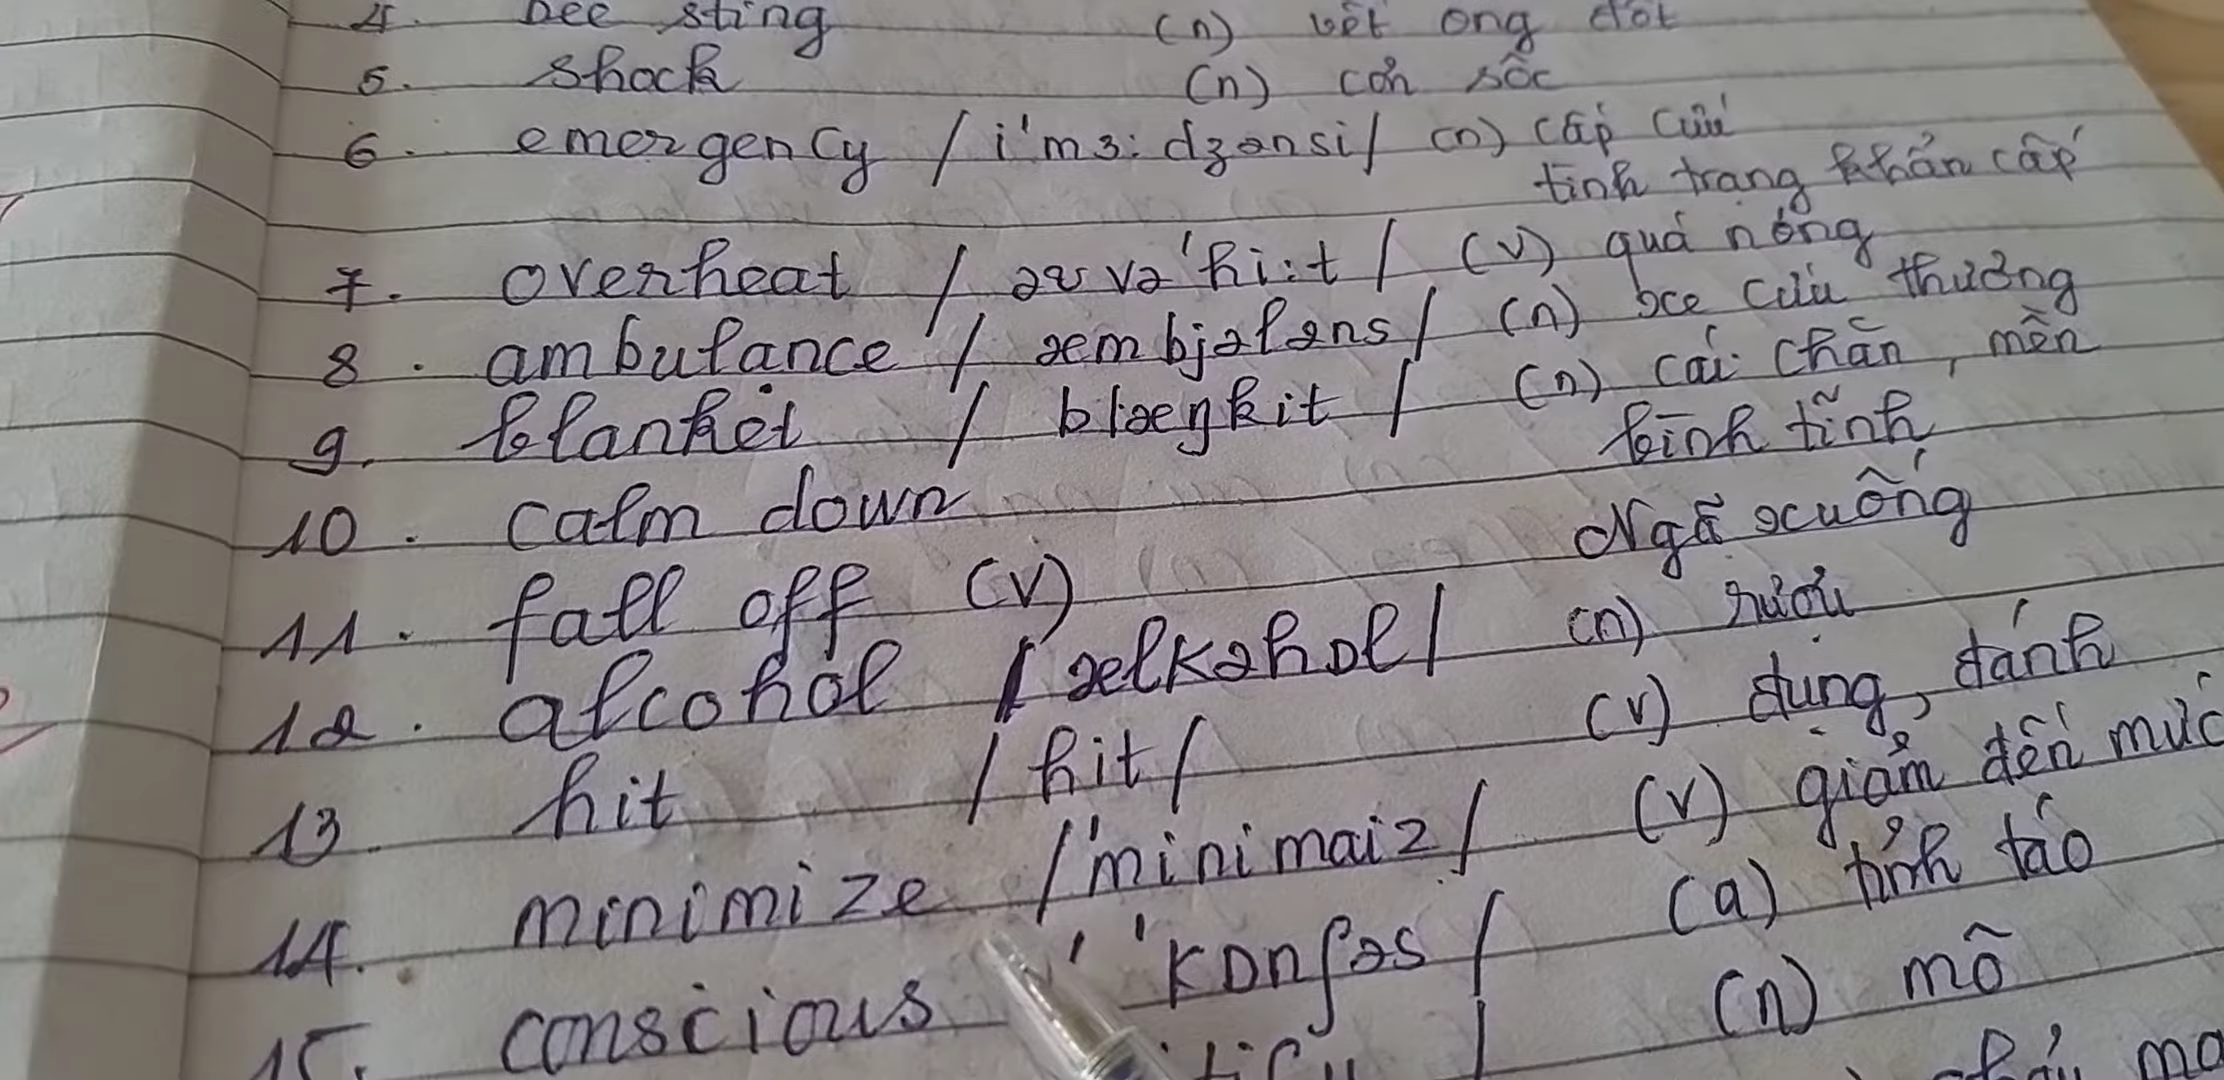 4. bee sting (n) vết ong đốt
5. shock (n) cơn sốc
6. emergency /i'mɜ:dʒənsi/ (n) cấp cứu
tình trạng khẩn cấp
7. overheat /əʊvə'hi:t/ (v) quá nóng
8. ambulance /'æmbjələns/ (n) xe cứu thương
9. blanket /blæŋkit/ (n) cái chăn, mền
10. calm down bình tĩnh
11. fall off (v) Ngã xuống
12. alcohol /ælkəhɒl/ (n) rượu
13. hit /hit/ (v) đụng, đánh
14. minimize /'minimaiz/ (v) giảm đến mức
15. conscious 'kɒnʃəs/ (a) tỉnh táo
(n) mô